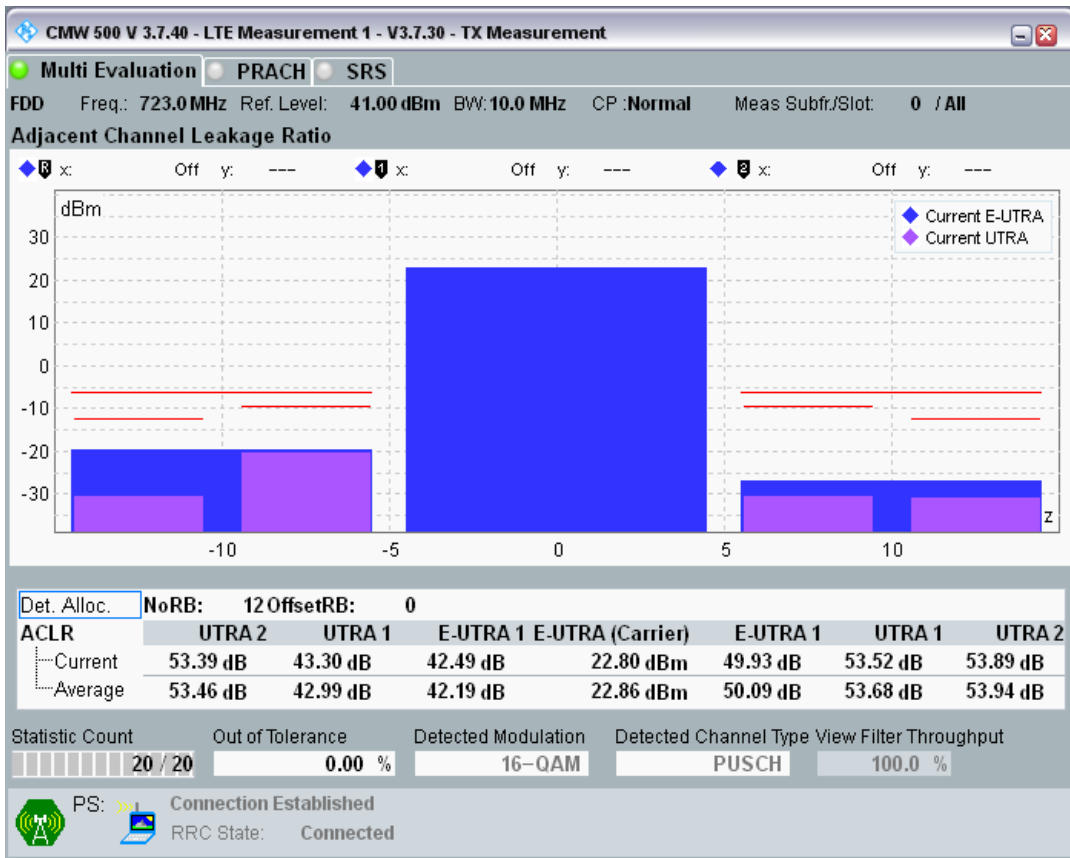 CMW 500 V 3.7.40 - LTE Measurement 1 - V3.7.30 - TX Measurement
Multi Evaluation PRACH SRS
FDD Freq.: 723.0 MHz Ref. Level: 41.00 dBm BW: 10.0 MHz CP :Normal Meas Subfr./Slot: 0 / All
Adjacent Channel Leakage Ratio
R x: Off y: --- 1 x: Off y: --- 2 x: Off y: ---
dBm
Current E-UTRA
Current UTRA
30
20
10
0
-10
-20
-30
z
-10 -5 0 5 10
Det. Alloc. NoRB: 12 OffsetRB: 0
ACLR UTRA 2 UTRA 1 E-UTRA 1 E-UTRA (Carrier) E-UTRA 1 UTRA 1 UTRA 2
Current 53.39 dB 43.30 dB 42.49 dB 22.80 dBm 49.93 dB 53.52 dB 53.89 dB
Average 53.46 dB 42.99 dB 42.19 dB 22.86 dBm 50.09 dB 53.68 dB 53.94 dB
Statistic Count Out of Tolerance Detected Modulation Detected Channel Type View Filter Throughput
20 / 20 0.00 % 16-QAM PUSCH 100.0 %
PS: Connection Established
RRC State: Connected